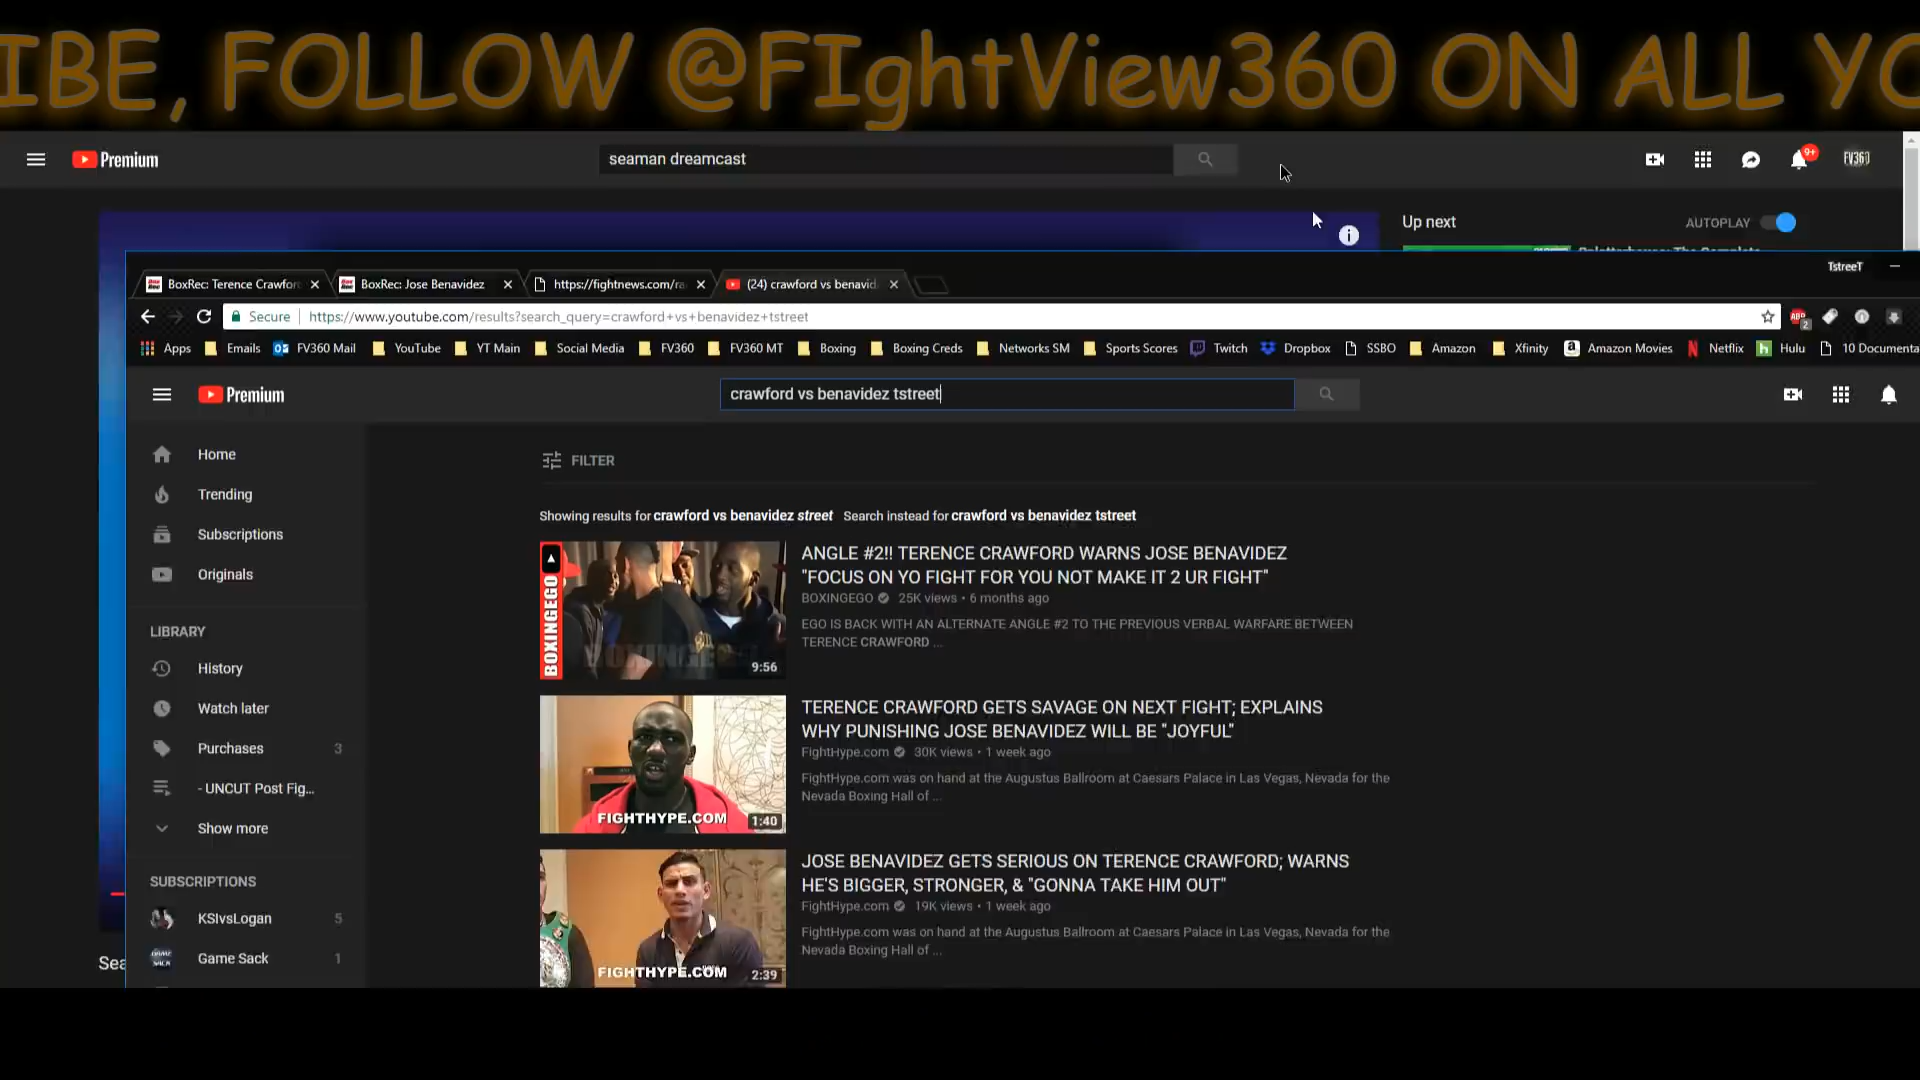 IBE, FOLLOW @FIghtView360 ON ALL YO
Premium
seaman dreamcast
9+
FV360
Up next
AUTOPLAY
TstreeT
BoxRec: Terence Crawfor
BoxRec: Jose Benavidez
https://fightnews.com/ra
(24) crawford vs benavid
Secure
https://www.youtube.com/results?search_query=crawford+vs+benavidez+tstreet
ABP
2
Apps
Emails
FV360 Mail
YouTube
YT Main
Social Media
FV360
FV360 MT
Boxing
Boxing Creds
Networks SM
Sports Scores
Twitch
Dropbox
SSBO
Amazon
Xfinity
Amazon Movies
Netflix
Hulu
10 Documenta
Premium
crawford vs benavidez tstreet
Home
Trending
Subscriptions
Originals
LIBRARY
History
Watch later
Purchases 3
- UNCUT Post Fig...
Show more
SUBSCRIPTIONS
KSIvsLogan 5
Game Sack 1
FILTER
Showing results for crawford vs benavidez street Search instead for crawford vs benavidez tstreet
BOXINGEGO
9:56
ANGLE #2!! TERENCE CRAWFORD WARNS JOSE BENAVIDEZ
"FOCUS ON YO FIGHT FOR YOU NOT MAKE IT 2 UR FIGHT"
BOXINGEGO 25K views • 6 months ago
EGO IS BACK WITH AN ALTERNATE ANGLE #2 TO THE PREVIOUS VERBAL WARFARE BETWEEN
TERENCE CRAWFORD ...
FIGHTHYPE.COM
1:40
TERENCE CRAWFORD GETS SAVAGE ON NEXT FIGHT; EXPLAINS
WHY PUNISHING JOSE BENAVIDEZ WILL BE "JOYFUL"
FightHype.com 30K views • 1 week ago
FightHype.com was on hand at the Augustus Ballroom at Caesars Palace in Las Vegas, Nevada for the
Nevada Boxing Hall of ...
FIGHTHYPE.COM
2:39
JOSE BENAVIDEZ GETS SERIOUS ON TERENCE CRAWFORD; WARNS
HE'S BIGGER, STRONGER, & "GONNA TAKE HIM OUT"
FightHype.com 19K views • 1 week ago
FightHype.com was on hand at the Augustus Ballroom at Caesars Palace in Las Vegas, Nevada for the
Nevada Boxing Hall of ...
Sea